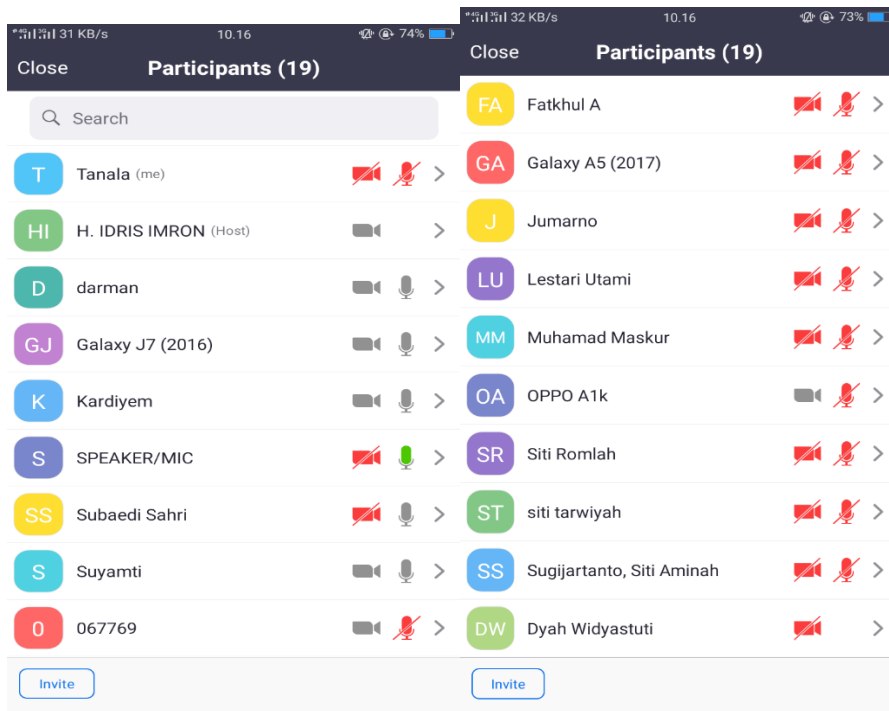 31 KB/s 10.16 74%
Close Participants (19)
Search
T Tanala (me)
HI H. IDRIS IMRON (Host)
D darman
GJ Galaxy J7 (2016)
K Kardiyem
S SPEAKER/MIC
SS Subaedi Sahri
S Suyamti
0 067769
Invite
32 KB/s 10.16 73%
Close Participants (19)
FA Fatkhul A
GA Galaxy A5 (2017)
J Jumarno
LU Lestari Utami
MM Muhamad Maskur
OA OPPO A1k
SR Siti Romlah
ST siti tarwiyah
SS Sugijartanto, Siti Aminah
DW Dyah Widyastuti
Invite